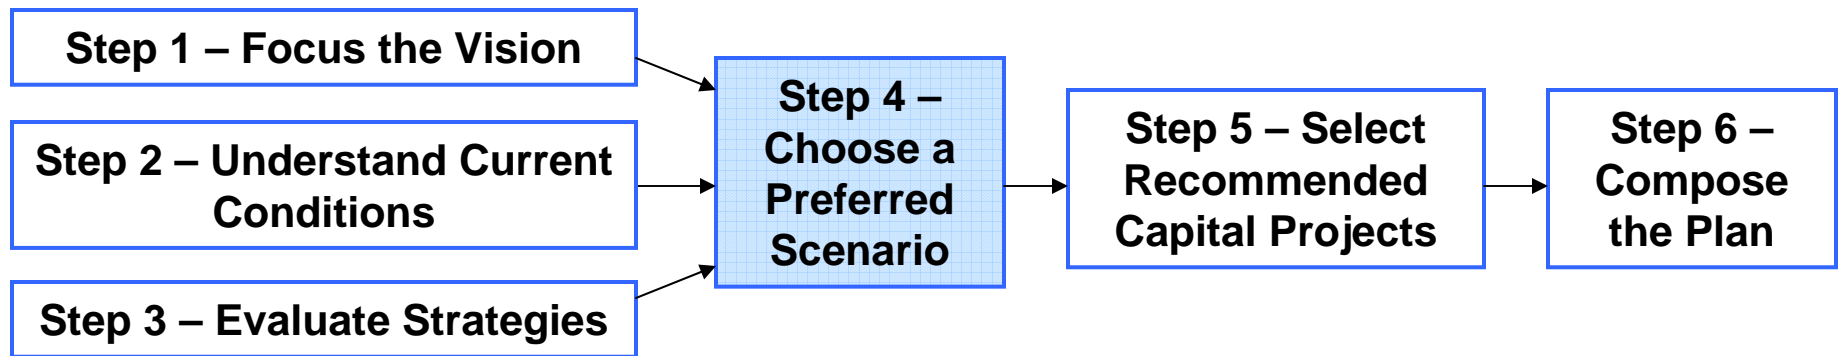 Step 1 – Focus the Vision
Step 2 – Understand Current
Conditions
Step 3 – Evaluate Strategies
Step 4 –
Choose a
Preferred
Scenario
Step 5 – Select
Recommended
Capital Projects
Step 6 –
Compose
the Plan